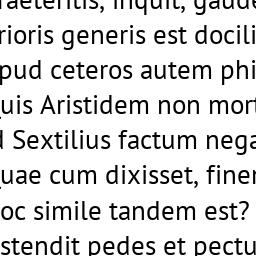 raeteritis, inquit, gaude
rioris generis est docili
pud ceteros autem phi
uis Aristidem non mort
d Sextilius factum nega
uae cum dixisset, finer
oc simile tandem est?
stendit pedes et pectu